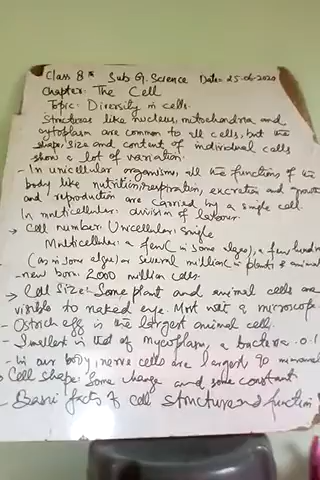 Class 8th Sub G. Science Date: 25.06.2020
Chapter: The Cell
Topic: Diversity in cells.
Structures like nucleus, mitochondria and
cytoplasm are common to all cells, but the
shape, size and content of individual cells
show a lot of variation.
- In unicellular organisms, all the functions of the
body like nutrition, respiration, excretion and growth
and reproduction are carried by a single cell.
In multicellular: division of labour.
→ Cell number: Unicellular: single
Multicellular: a few (in some algae), a few hundred
(as in some algae) or several million in plants & animals
- new born: 2000 million cells.
→ Cell size: Some plant and animal cells are
visible to naked eye. Most need a microscope
- Ostrich egg is the largest animal cell.
- Smallest is that of mycoplasm, a bacteria - 0.1
- In our body, nerve cells are largest, 90
Cell shape: Some change and some constant
- Basic facts of cell structure and function